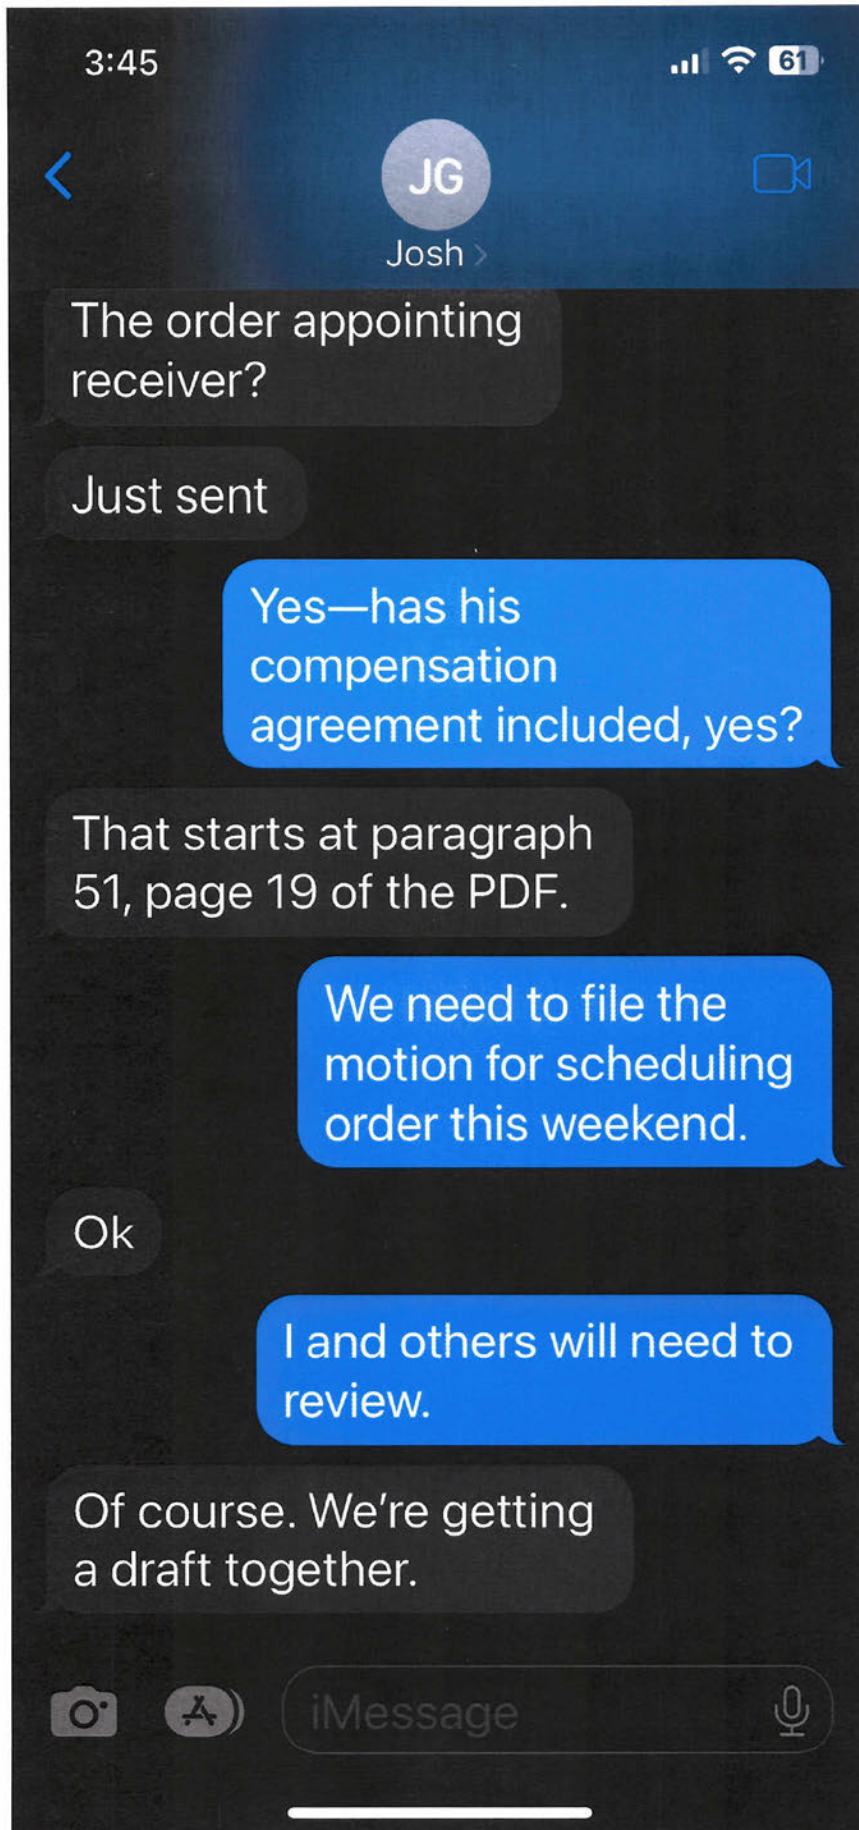 3:45
61
JG
Josh
The order appointing
receiver?
Just sent
Yes—has his
compensation
agreement included, yes?
That starts at paragraph
51, page 19 of the PDF.
We need to file the
motion for scheduling
order this weekend.
Ok
I and others will need to
review.
Of course. We're getting
a draft together.
iMessage